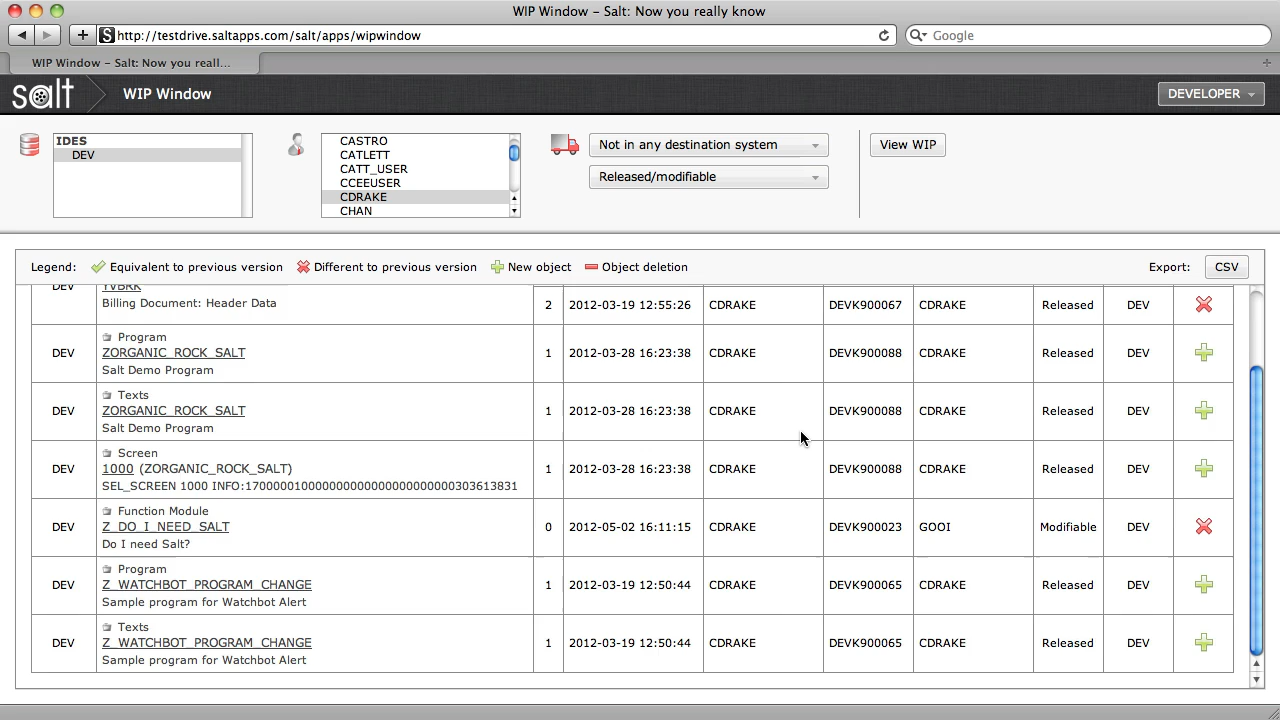 WIP Window – Salt: Now you really know
http://testdrive.saltapps.com/salt/apps/wipwindow
Google
WIP Window – Salt: Now you reall...
salt
WIP Window
DEVELOPER
IDES
DEV
CASTRO
CATLETT
CATT_USER
CCEEUSER
CDRAKE
CHAN
Not in any destination system
Released/modifiable
View WIP
Legend: Equivalent to previous version Different to previous version New object Object deletion Export: CSV
DEV YVBRK
Billing Document: Header Data 2 2012-03-19 12:55:26 CDRAKE DEVK900067 CDRAKE Released DEV
Program
DEV ZORGANIC_ROCK_SALT 1 2012-03-28 16:23:38 CDRAKE DEVK900088 CDRAKE Released DEV
Salt Demo Program
Texts
DEV ZORGANIC_ROCK_SALT 1 2012-03-28 16:23:38 CDRAKE DEVK900088 CDRAKE Released DEV
Salt Demo Program
Screen
DEV 1000 (ZORGANIC_ROCK_SALT) 1 2012-03-28 16:23:38 CDRAKE DEVK900088 CDRAKE Released DEV
Function Module
DEV Z_DO_I_NEED_SALT 0 2012-05-02 16:11:15 CDRAKE DEVK900023 GOOI Modifiable DEV
Do I need Salt?
Program
DEV Z_WATCHBOT_PROGRAM_CHANGE 1 2012-03-19 12:50:44 CDRAKE DEVK900065 CDRAKE Released DEV
Sample program for Watchbot Alert
Texts
DEV Z_WATCHBOT_PROGRAM_CHANGE 1 2012-03-19 12:50:44 CDRAKE DEVK900065 CDRAKE Released DEV
Sample program for Watchbot Alert